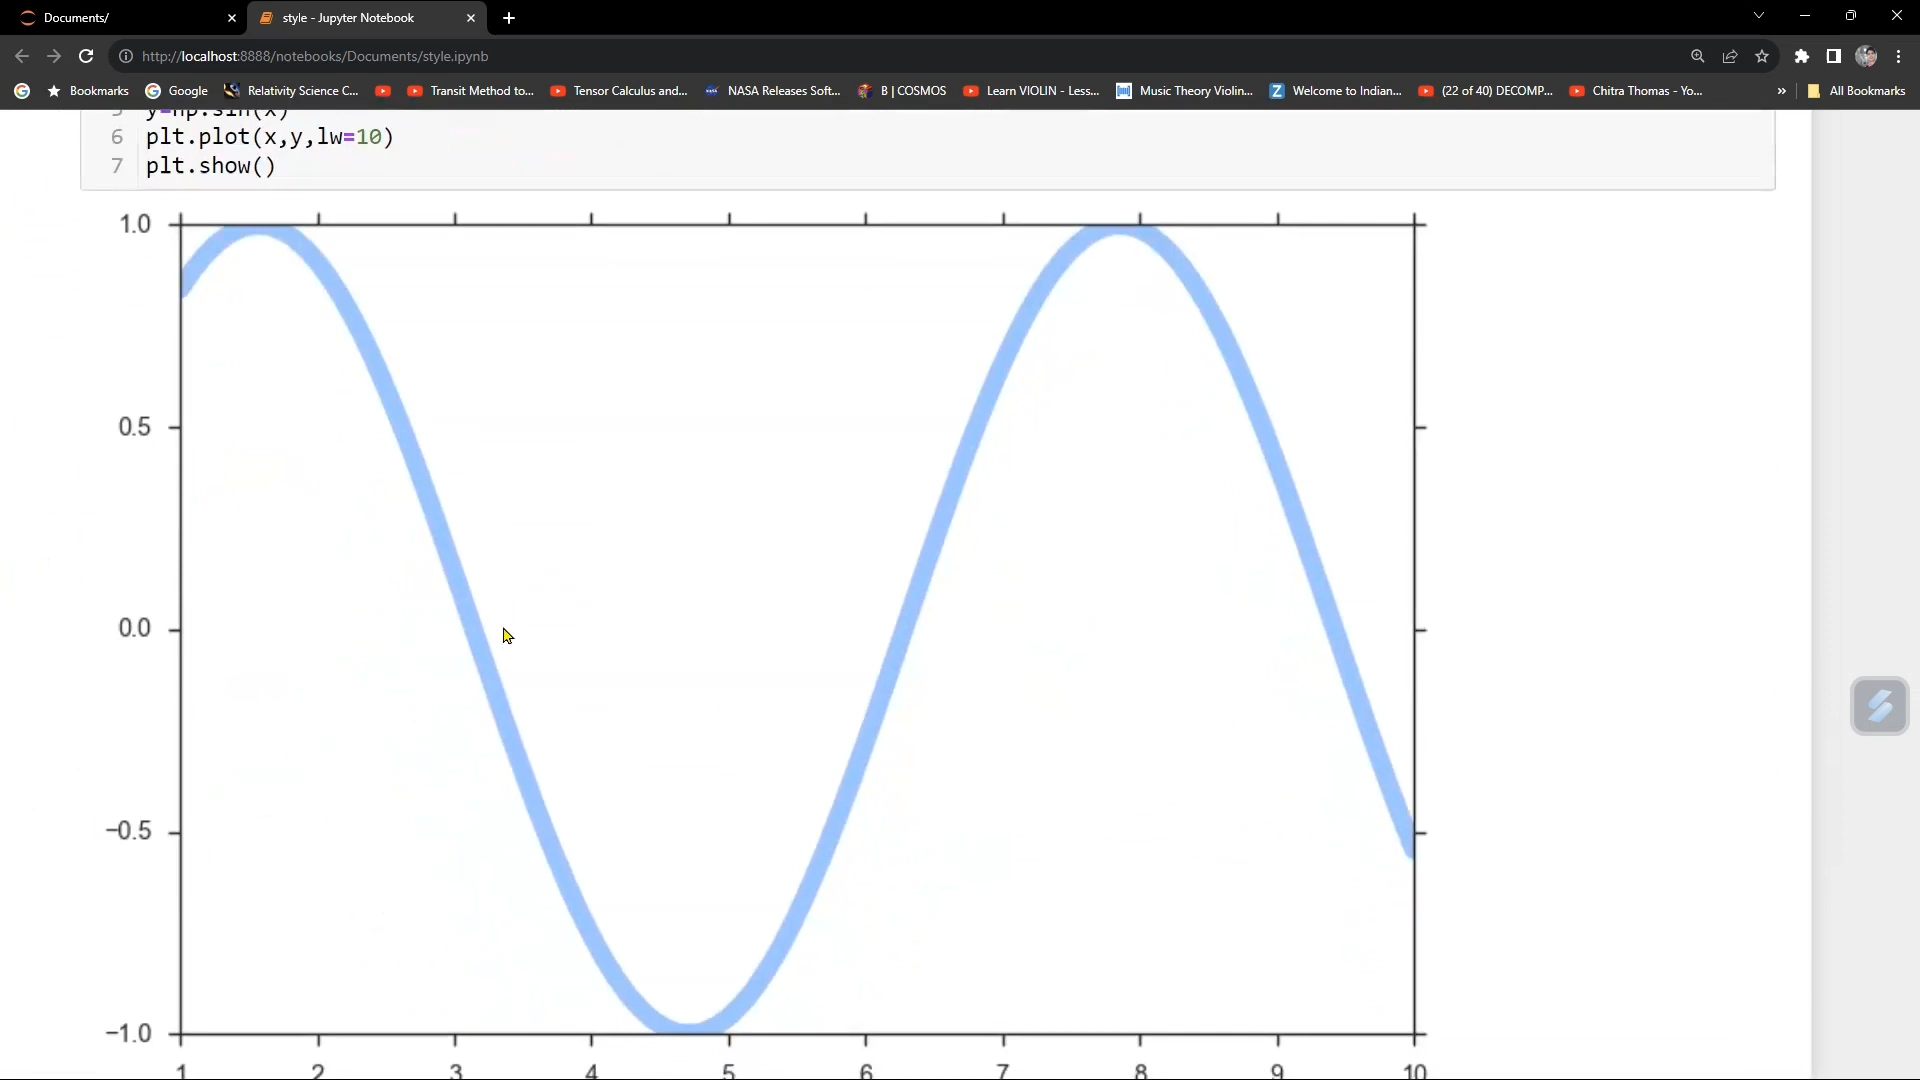 Documents/
style - Jupyter Notebook
http://localhost:8888/notebooks/Documents/style.ipynb
Bookmarks
Google
Relativity Science C...
Transit Method to...
Tensor Calculus and...
NASA Releases Soft...
B | COSMOS
Learn VIOLIN - Less...
Music Theory Violin...
Welcome to Indian...
(22 of 40) DECOMP...
Chitra Thomas - Yo...
»
All Bookmarks
5 y=np.sin(x)
6 plt.plot(x,y,lw=10)
7 plt.show()
1.0
0.5
0.0
−0.5
−1.0
1 2 3 4 5 6 7 8 9 10